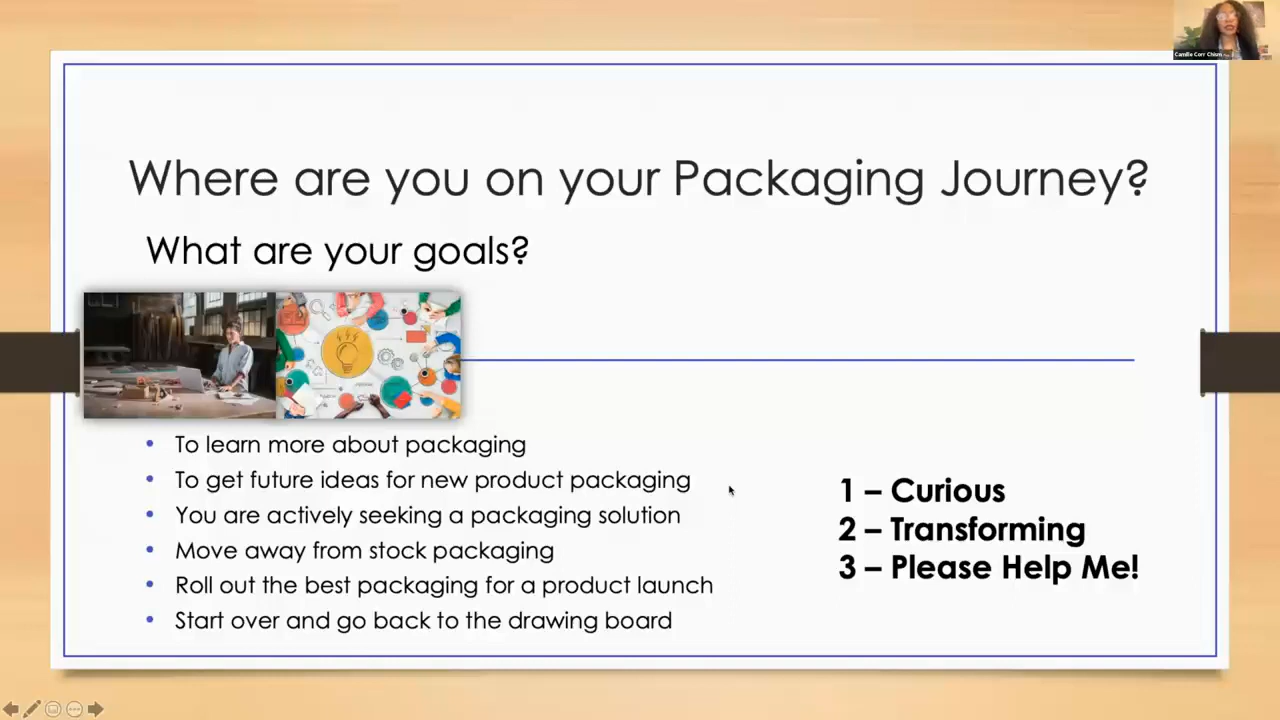 Camille Corr Chism
Where are you on your Packaging Journey?
What are your goals?
• To learn more about packaging
• To get future ideas for new product packaging
• You are actively seeking a packaging solution
• Move away from stock packaging
• Roll out the best packaging for a product launch
• Start over and go back to the drawing board
1 – Curious
2 – Transforming
3 – Please Help Me!